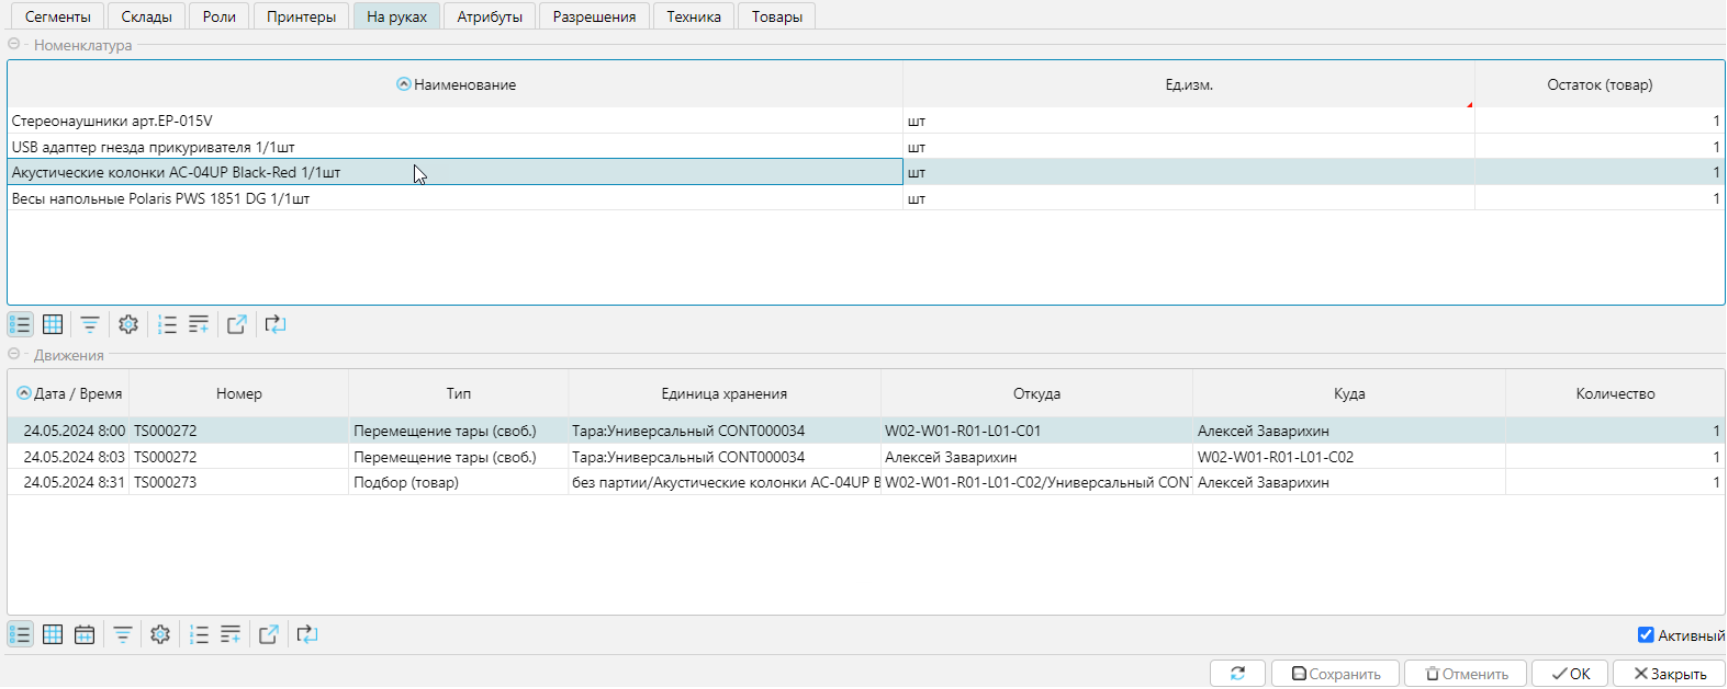 Сегменты Склады Роли Принтеры На руках Атрибуты Разрешения Техника Товары
Номенклатура
Наименование Ед.изм. Остаток (товар)
Стереонаушники арт.EP-015V шт 1
USB адаптер гнезда прикуривателя 1/1шт шт 1
Акустические колонки AC-04UP Black-Red 1/1шт шт 1
Весы напольные Polaris PWS 1851 DG 1/1шт шт 1
Движения
Дата / Время Номер Тип Единица хранения Откуда Куда Количество
24.05.2024 8:00 TS000272 Перемещение тары (своб.) Тара:Универсальный CONT000034 W02-W01-R01-L01-C01 Алексей Заварихин 1
24.05.2024 8:03 TS000272 Перемещение тары (своб.) Тара:Универсальный CONT000034 Алексей Заварихин W02-W01-R01-L01-C02 1
24.05.2024 8:31 TS000273 Подбор (товар) без партии/Акустические колонки AC-04UP B W02-W01-R01-L01-C02/Универсальный CON Алексей Заварихин 1
Активный
Сохранить Отменить ОК Закрыть